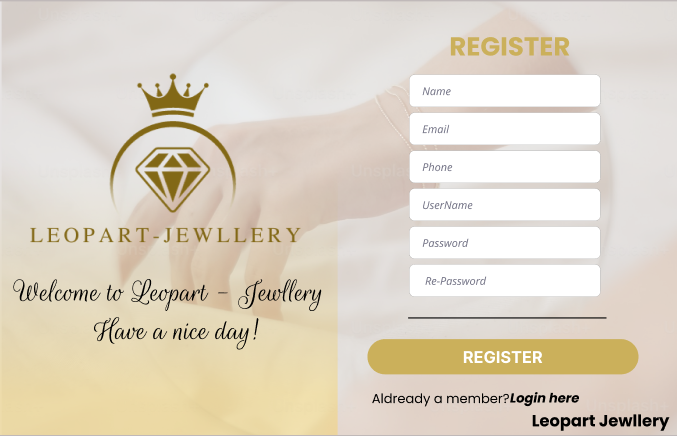 LEOPART-JEWLLERY
Welcome to Leopart - Jewllery
Have a nice day!
REGISTER
Name
Email
Phone
UserName
Password
Re-Password
REGISTER
Aldready a member?Login here
Leopart Jewllery